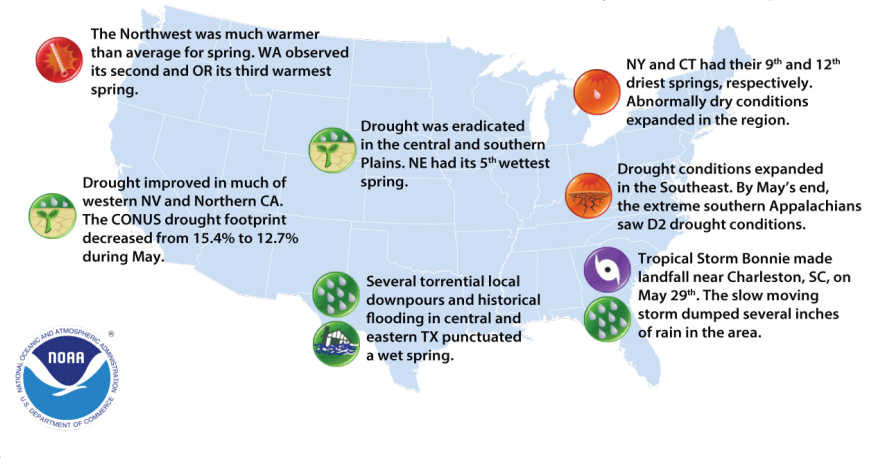 The Northwest was much warmer
than average for spring. WA observed
its second and OR its third warmest
spring.
NY and CT had their 9th and 12th
driest springs, respectively.
Abnormally dry conditions
expanded in the region.
Drought was eradicated
in the central and southern
Plains. NE had its 5th wettest
spring.
Drought conditions expanded
in the Southeast. By May's end,
the extreme southern Appalachians
saw D2 drought conditions.
Drought improved in much of
western NV and Northern CA.
The CONUS drought footprint
decreased from 15.4% to 12.7%
during May.
Tropical Storm Bonnie made
landfall near Charleston, SC, on
May 29th. The slow moving
storm dumped several inches
of rain in the area.
Several torrential local
downpours and historical
flooding in central and
eastern TX punctuated
a wet spring.
NATIONAL OCEANIC AND ATMOSPHERIC ADMINISTRATION
NOAA
U.S. DEPARTMENT OF COMMERCE
®